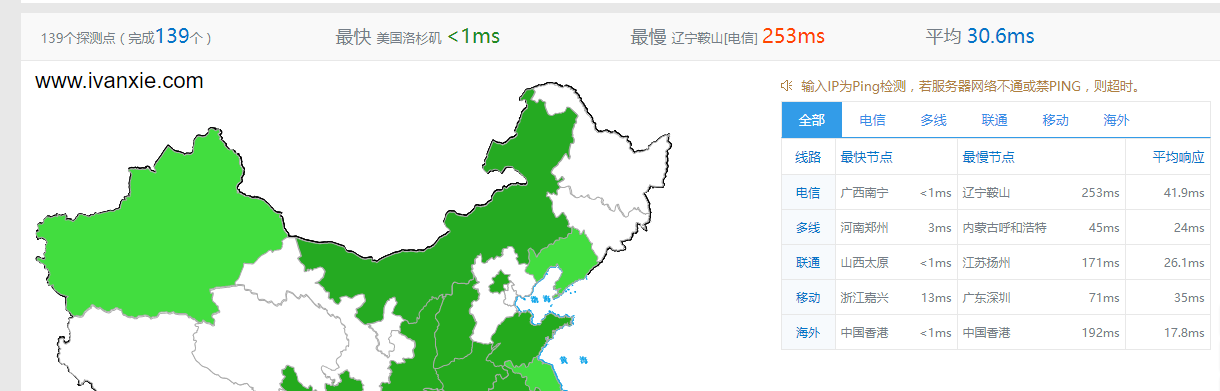 139个探测点 ( 完成139个 ) 最快 美国洛杉矶 <1ms 最慢 辽宁鞍山[电信] 253ms 平均 30.6ms
www.ivanxie.com
输入IP为Ping检测，若服务器网络不通或禁PING，则超时。
全部 电信 多线 联通 移动 海外
线路 最快节点 最慢节点 平均响应
电信 广西南宁 <1ms 辽宁鞍山 253ms 41.9ms
多线 河南郑州 3ms 内蒙古呼和浩特 45ms 24ms
联通 山西太原 <1ms 江苏扬州 171ms 26.1ms
移动 浙江嘉兴 13ms 广东深圳 71ms 35ms
海外 中国香港 <1ms 中国香港 192ms 17.8ms